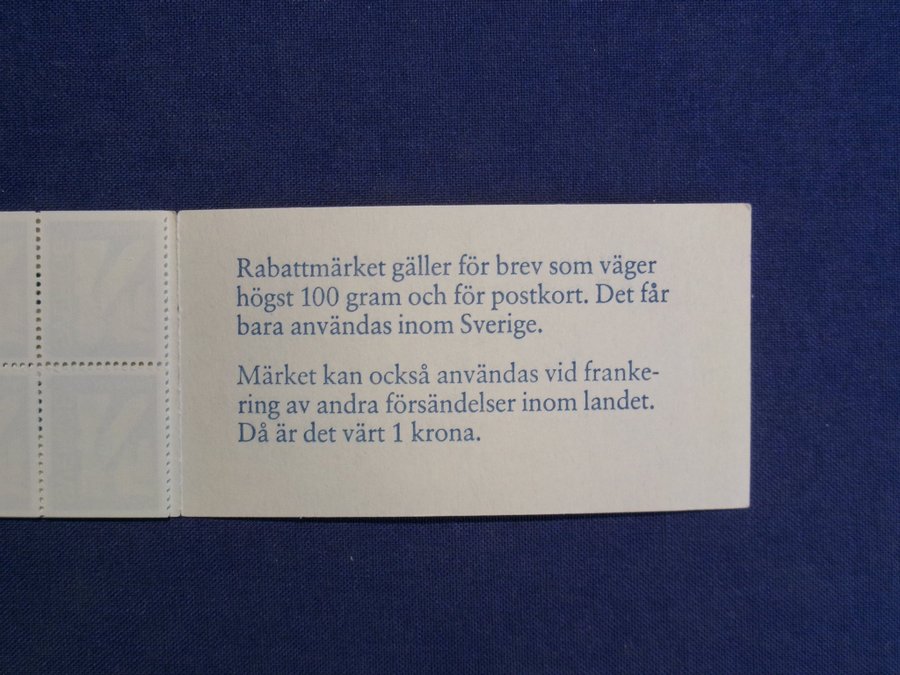 Rabattmärket gäller för brev som väger
högst 100 gram och för postkort. Det får
bara användas inom Sverige.
Märket kan också användas vid franke-
ring av andra försändelser inom landet.
Då är det värt 1 krona.